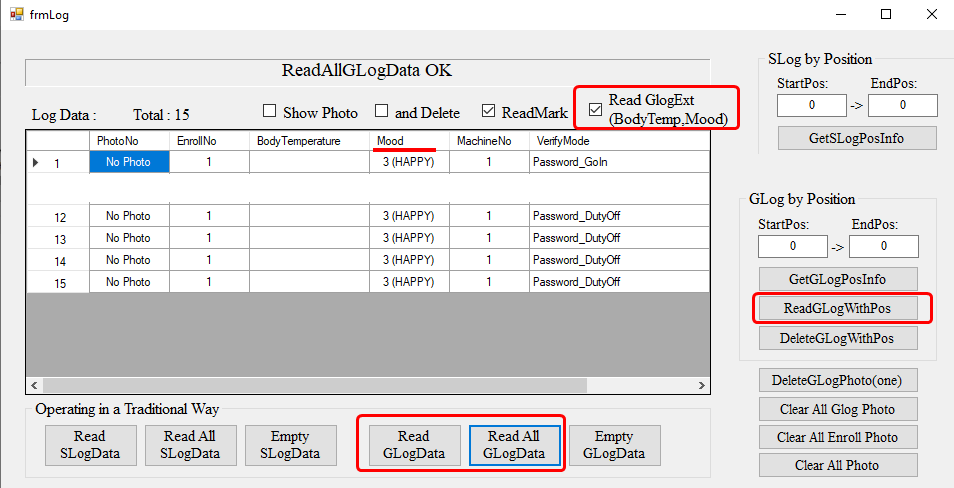 frmLog
ReadAllGLogData OK
Log Data : Total : 15 Show Photo and Delete ReadMark Read GlogExt
(BodyTemp,Mood)
PhotoNo EnrollNo BodyTemperature Mood MachineNo VerifyMode
1 No Photo 1 3 (HAPPY) 1 Password_GoIn
12 No Photo 1 3 (HAPPY) 1 Password_DutyOff
13 No Photo 1 3 (HAPPY) 1 Password_DutyOff
14 No Photo 1 3 (HAPPY) 1 Password_DutyOff
15 No Photo 1 3 (HAPPY) 1 Password_DutyOff
Operating in a Traditional Way
Read
SLogData
Read All
SLogData
Empty
SLogData
Read
GLogData
Read All
GLogData
Empty
GLogData
SLog by Position
StartPos: EndPos:
0 -> 0
GetSLogPosInfo
GLog by Position
StartPos: EndPos:
0 -> 0
GetGLogPosInfo
ReadGLogWithPos
DeleteGLogWithPos
DeleteGLogPhoto(one)
Clear All Glog Photo
Clear All Enroll Photo
Clear All Photo